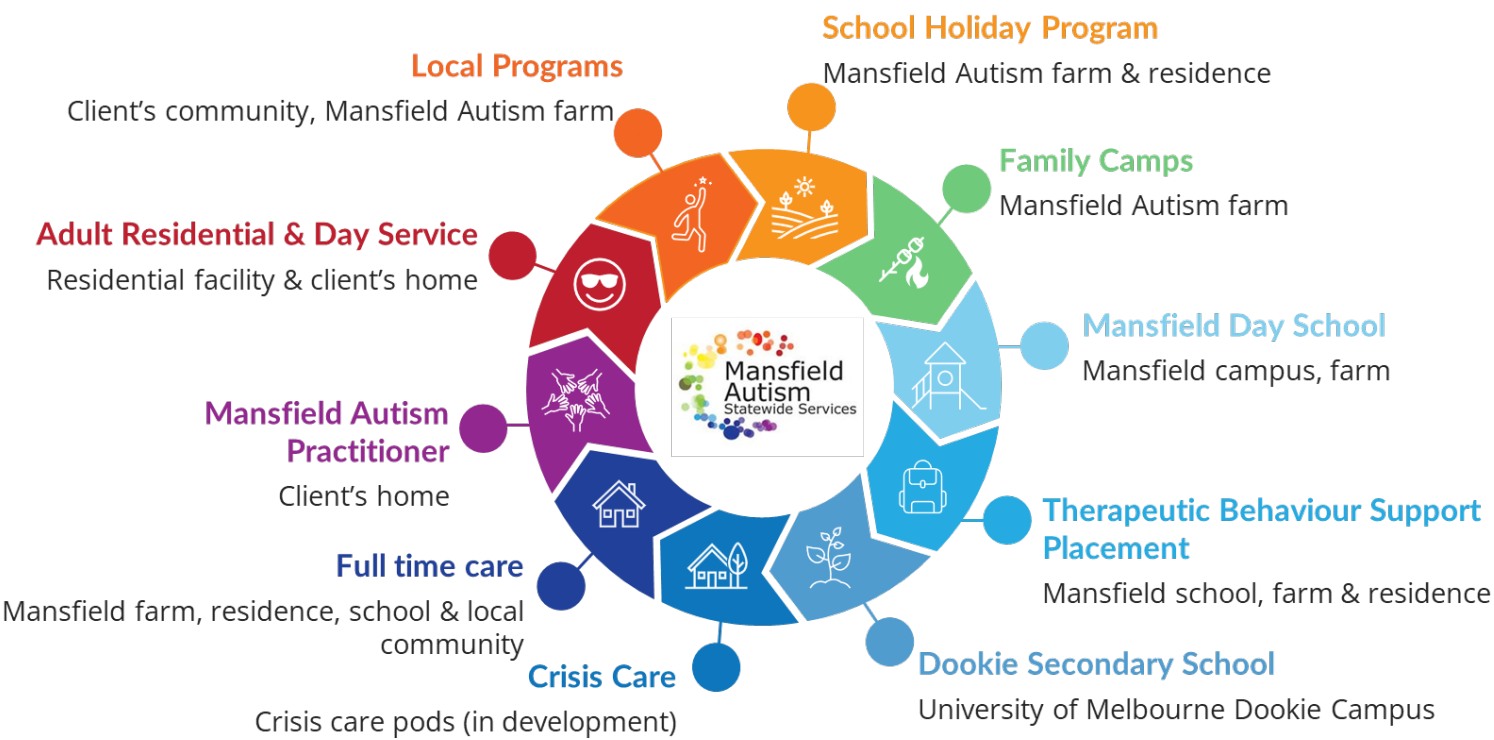 School Holiday Program
Mansfield Autism farm & residence
Local Programs
Client’s community, Mansfield Autism farm
Family Camps
Mansfield Autism farm
Adult Residential & Day Service
Residential facility & client’s home
Mansfield Day School
Mansfield campus, farm
Mansfield
Autism
Statewide Services
Mansfield Autism
Practitioner
Client’s home
Therapeutic Behaviour Support
Placement
Mansfield school, farm & residence
Full time care
Mansfield farm, residence, school & local
community
Dookie Secondary School
University of Melbourne Dookie Campus
Crisis Care
Crisis care pods (in development)